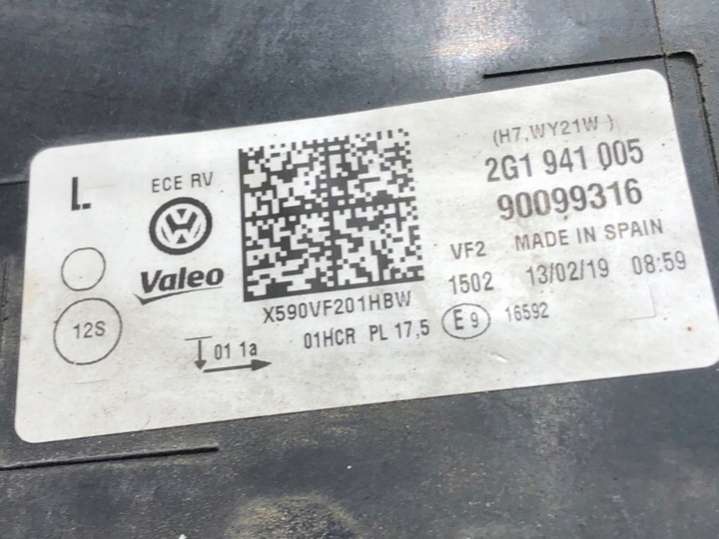 (H7,WY21W)
L ECE RV 2G1 941 005
90099316
Valeo VF2 MADE IN SPAIN
X590VF201HBW 1502 13/02/19 08:59
12S 01 1a 01HCR PL 17,5 E9 16592